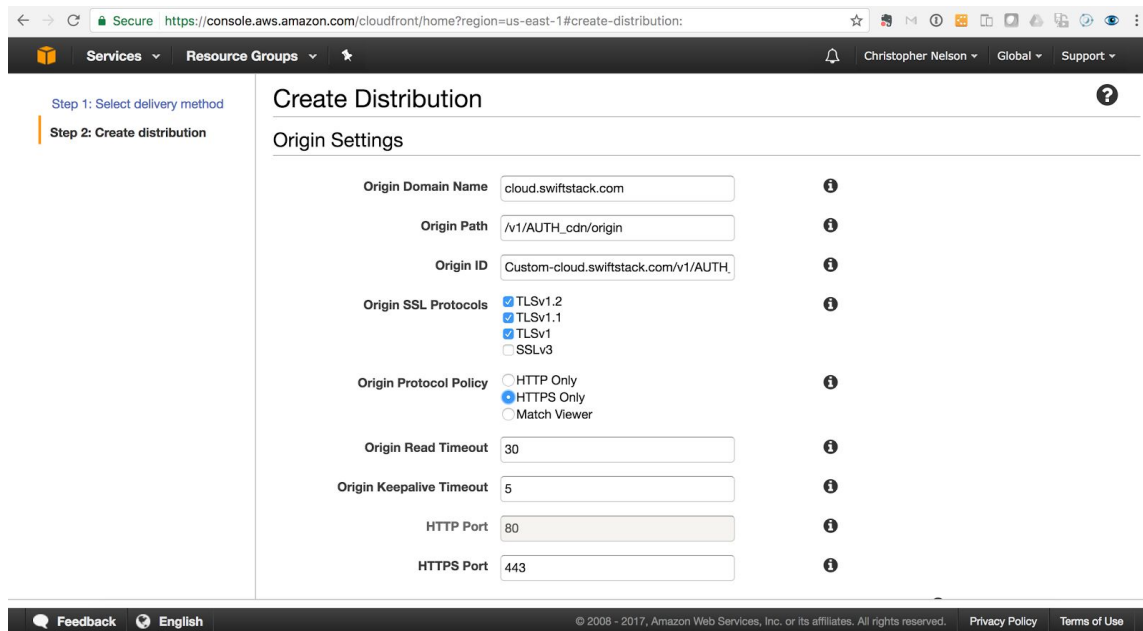 Secure https://console.aws.amazon.com/cloudfront/home?region=us-east-1#create-distribution:
Services Resource Groups Christopher Nelson Global Support
Step 1: Select delivery method
Step 2: Create distribution
Create Distribution
Origin Settings
Origin Domain Name cloud.swiftstack.com
Origin Path /v1/AUTH_cdn/origin
Origin ID Custom-cloud.swiftstack.com/v1/AUTH_
Origin SSL Protocols TLSv1.2
TLSv1.1
TLSv1
SSLv3
Origin Protocol Policy HTTP Only
HTTPS Only
Match Viewer
Origin Read Timeout 30
Origin Keepalive Timeout 5
HTTP Port 80
HTTPS Port 443
Feedback English © 2008 - 2017, Amazon Web Services, Inc. or its affiliates. All rights reserved. Privacy Policy Terms of Use